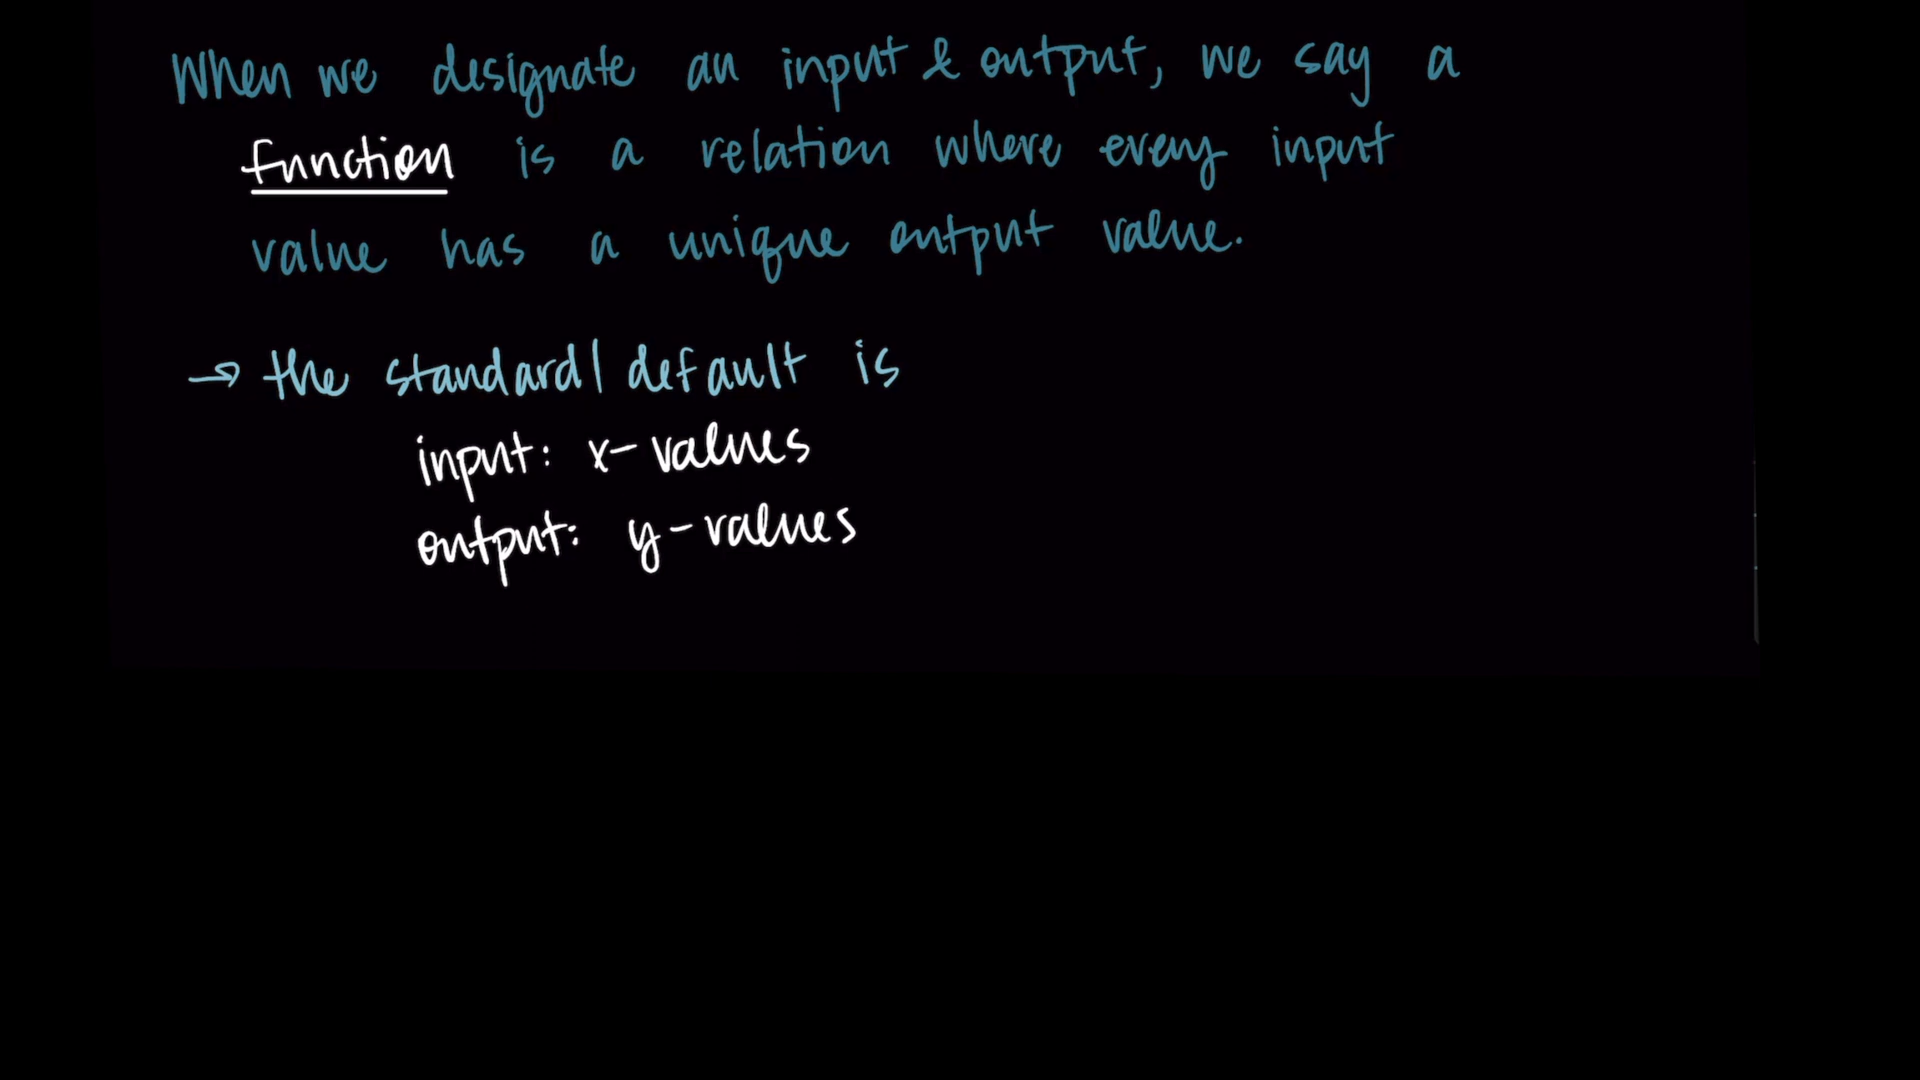 When we designate an input & output, we say a
function is a relation where every input
value has a unique output value.
→ the standard/default is
input: x-values
output: y-values